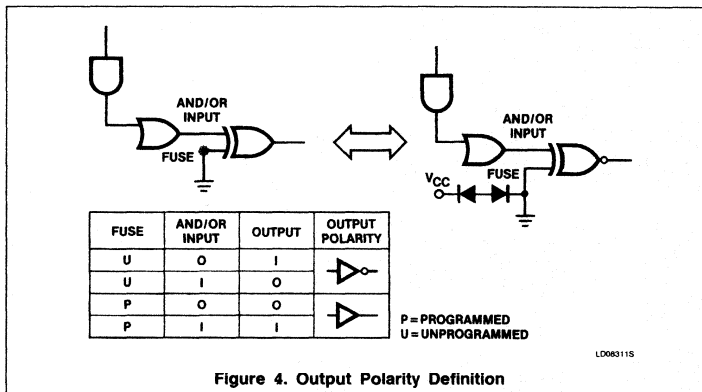 AND/OR
INPUT
FUSE
AND/OR
INPUT
FUSE
VCC
FUSE AND/OR INPUT OUTPUT OUTPUT POLARITY
U O I
U I O
P O O
P I I
P = PROGRAMMED
U = UNPROGRAMMED
LD08311S
Figure 4. Output Polarity Definition